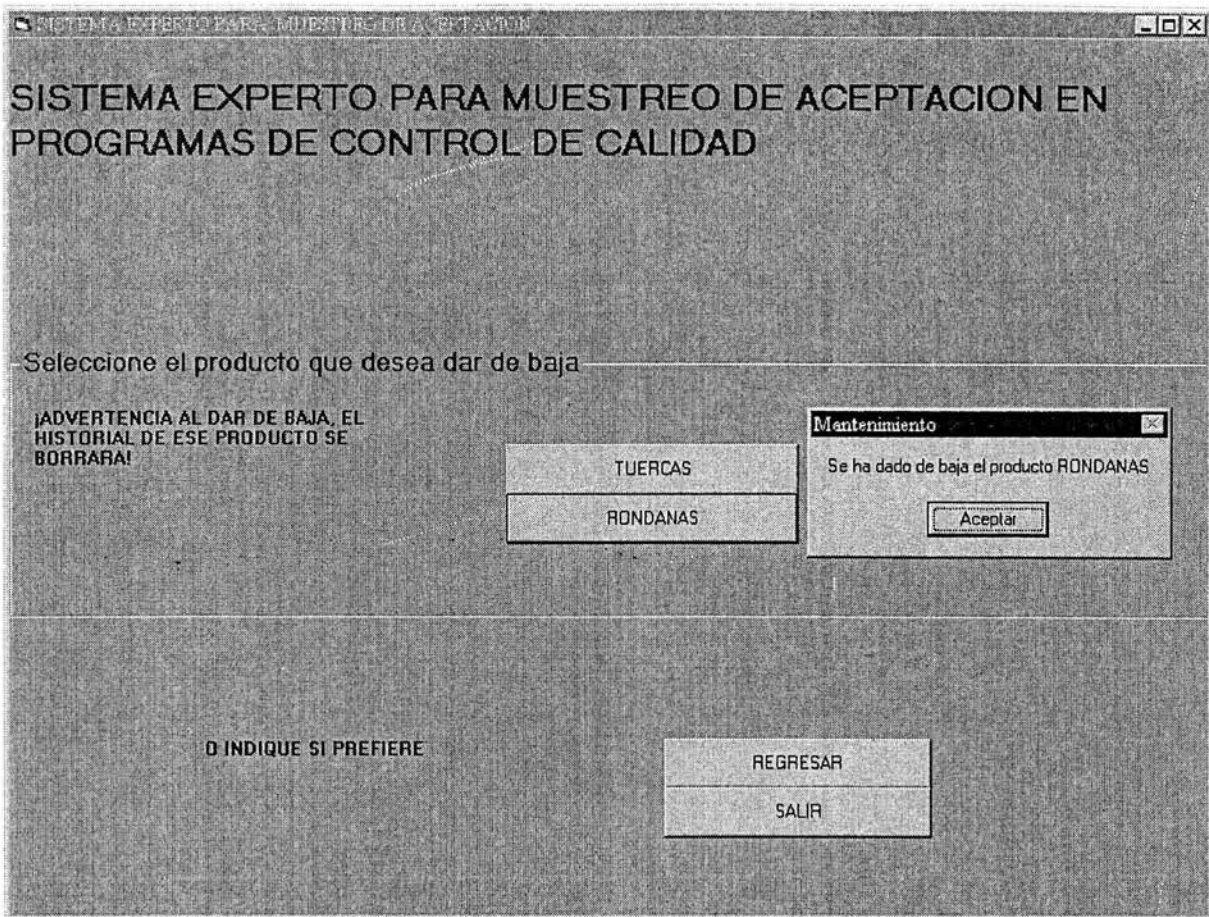 SISTEMA EXPERTO PARA MUESTREO DE ACEPTACION
SISTEMA EXPERTO PARA MUESTREO DE ACEPTACION EN
PROGRAMAS DE CONTROL DE CALIDAD
Seleccione el producto que desea dar de baja
¡ADVERTENCIA AL DAR DE BAJA, EL
HISTORIAL DE ESE PRODUCTO SE
BORRARA!
TUERCAS
RONDANAS
Mantenimiento
Se ha dado de baja el producto RONDANAS
Aceptar
O INDIQUE SI PREFIERE
REGRESAR
SALIR